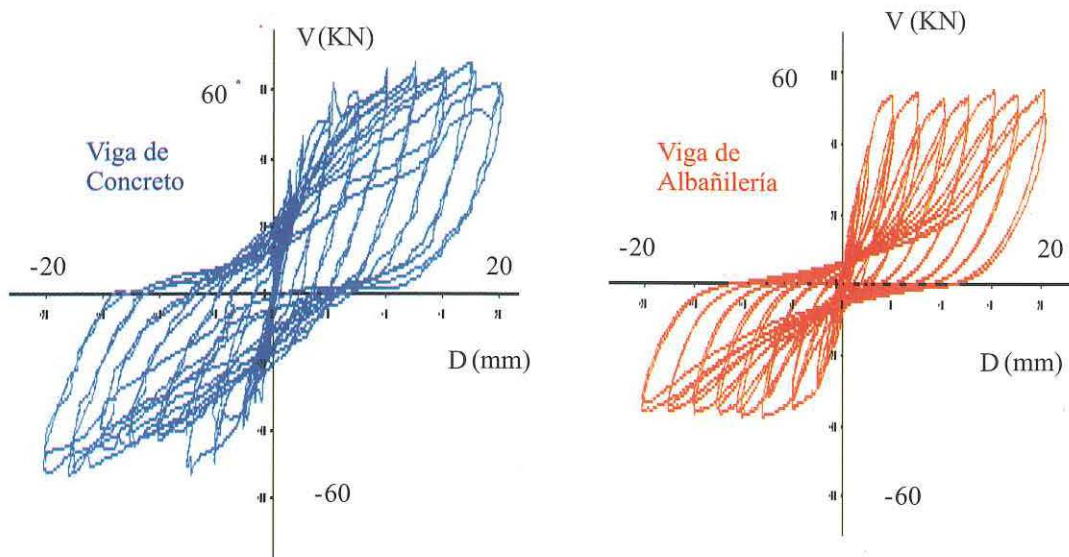 V (KN)
60
Viga de
Concreto
-20
20
D (mm)
-60
V (KN)
60
Viga de
Albañilería
-20
20
D (mm)
-60